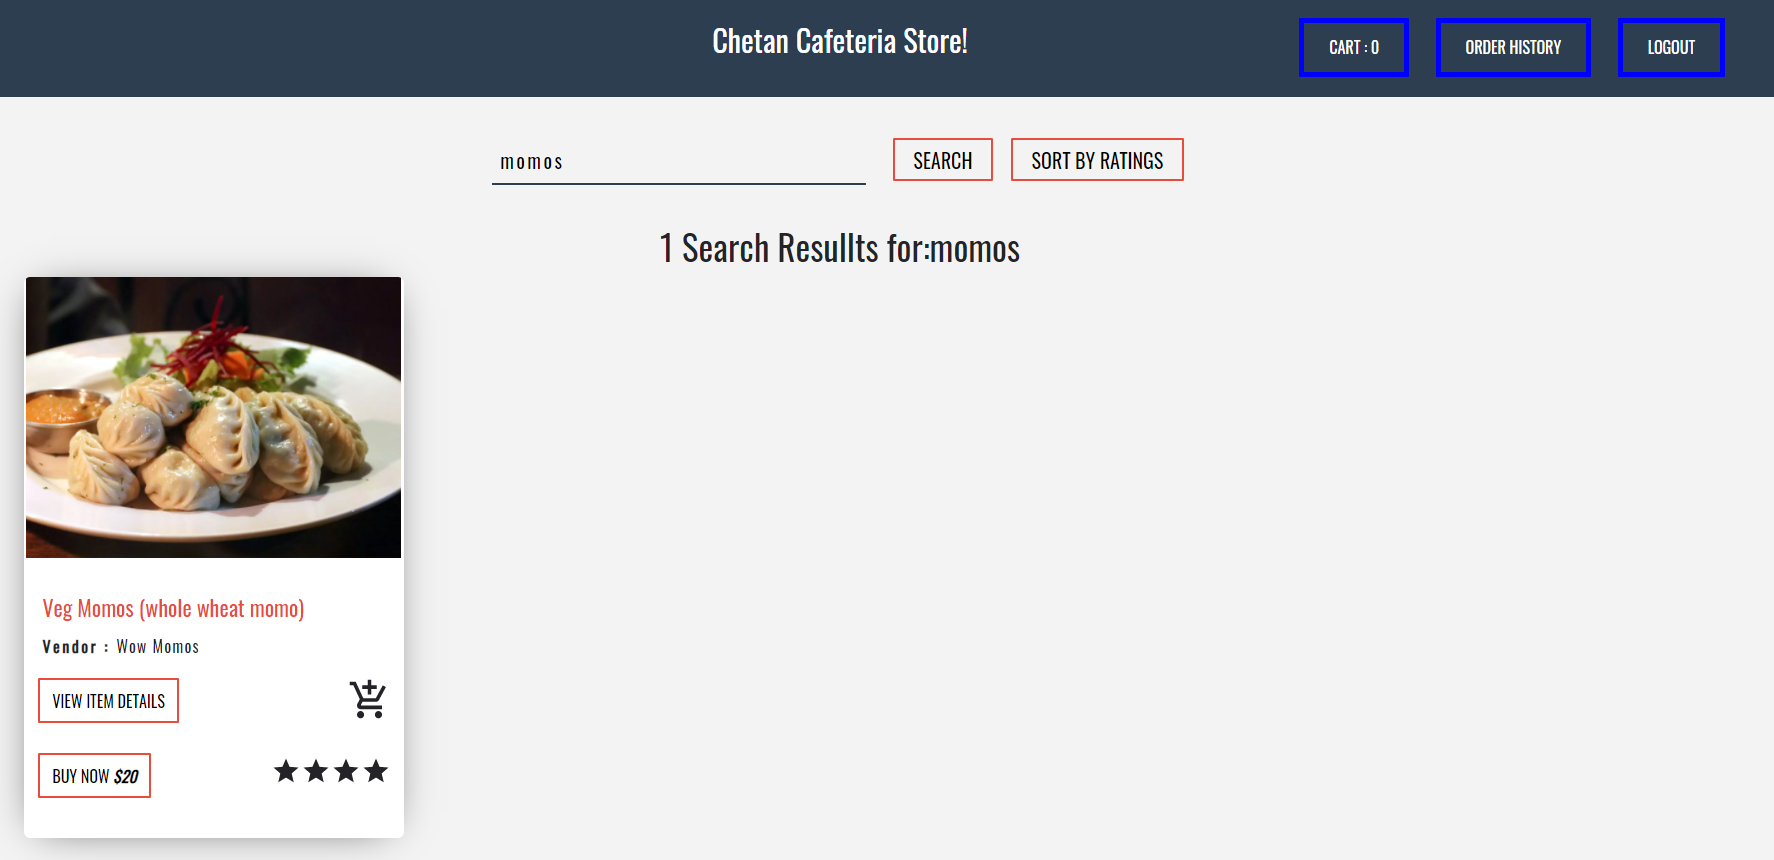 Chetan Cafeteria Store!
CART : 0
ORDER HISTORY
LOGOUT
momos
SEARCH
SORT BY RATINGS
1 Search Resullts for:momos
Veg Momos (whole wheat momo)
Vendor : Wow Momos
VIEW ITEM DETAILS
BUY NOW $20